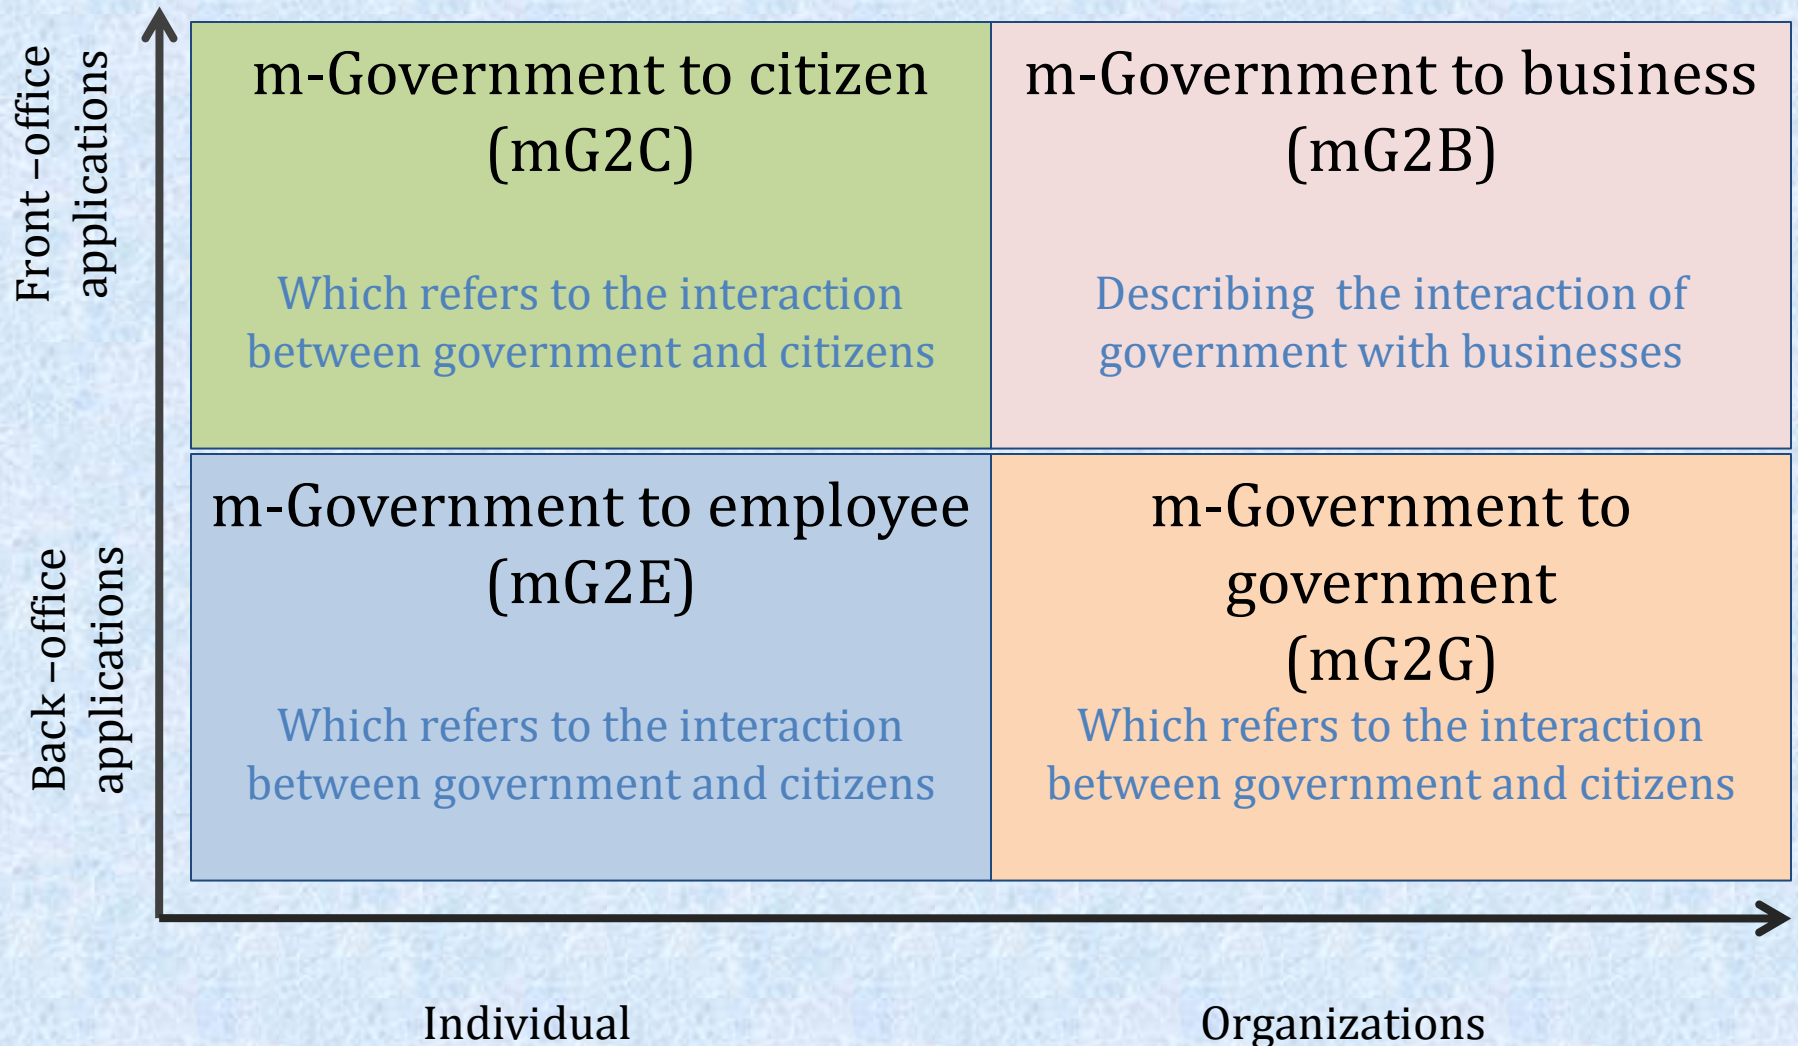 Front –office
applications
m-Government to citizen
(mG2C)
Which refers to the interaction
between government and citizens
m-Government to business
(mG2B)
Describing  the interaction of
government with businesses
Back –office
applications
m-Government to employee
(mG2E)
Which refers to the interaction
between government and citizens
m-Government to
government
(mG2G)
Which refers to the interaction
between government and citizens
Individual
Organizations